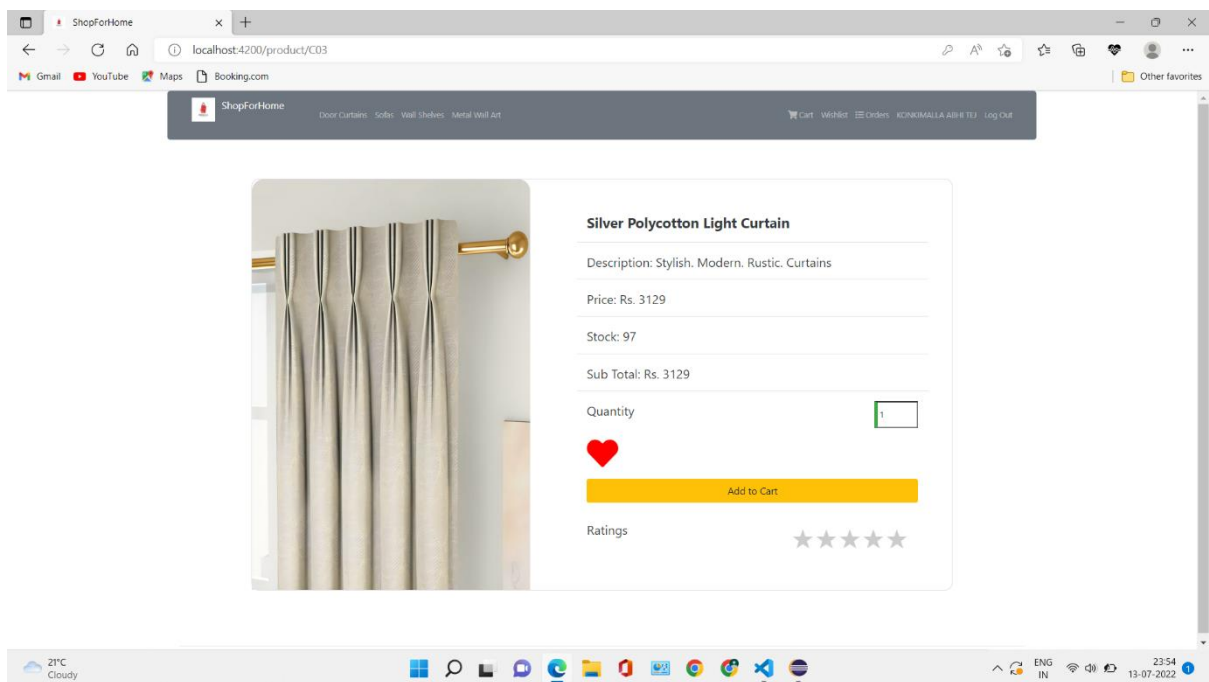 ShopForHome
localhost:4200/product/C03
Gmail YouTube Maps Booking.com Other favorites
ShopForHome
Door Curtains Sofas Wall Shelves Metal Wall Art Cart Wishlist Orders KONKIMALLA ABHI TEJ Log Out
Silver Polycotton Light Curtain
Description: Stylish. Modern. Rustic. Curtains
Price: Rs. 3129
Stock: 97
Sub Total: Rs. 3129
Quantity 1
Add to Cart
Ratings
21°C
Cloudy
ENG
IN
23:54
13-07-2022
1